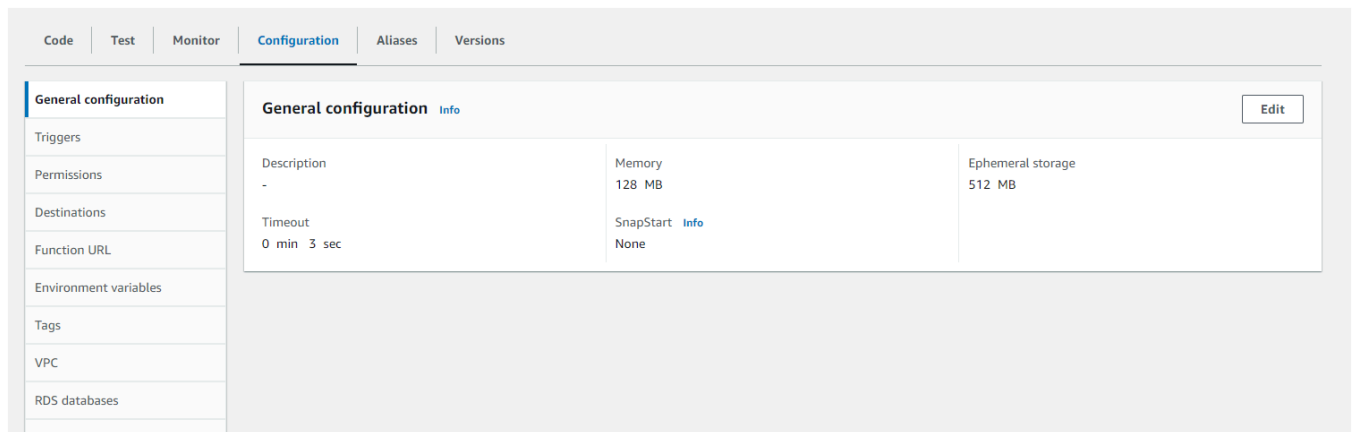 Code Test Monitor Configuration Aliases Versions
General configuration
Triggers
Permissions
Destinations
Function URL
Environment variables
Tags
VPC
RDS databases
General configuration Info
Edit
Description
-
Timeout
0 min 3 sec
Memory
128 MB
SnapStart Info
None
Ephemeral storage
512 MB